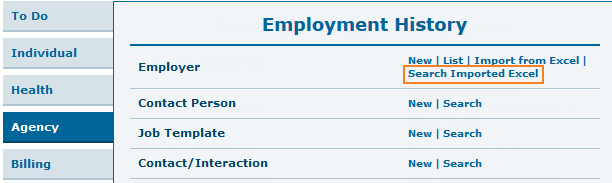 To Do
Individual
Health
Agency
Billing
Employment History
Employer New | List | Import from Excel |
Search Imported Excel
Contact Person New | Search
Job Template New | Search
Contact/Interaction New | Search